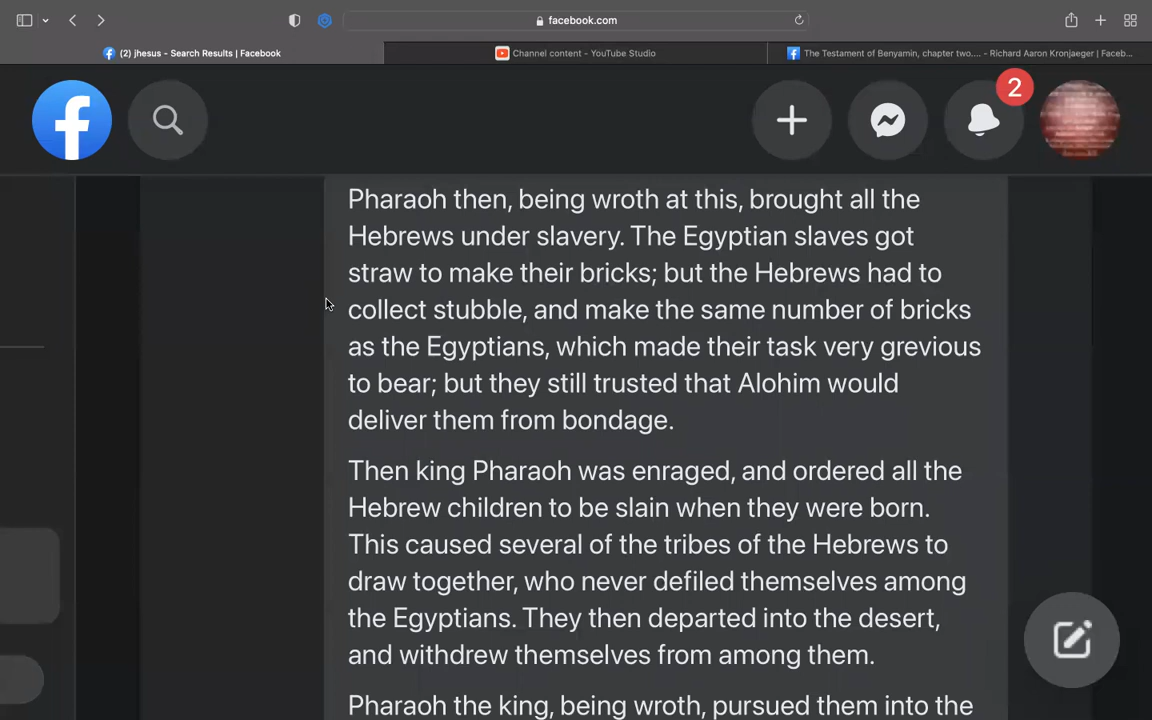 facebook.com
(2) jhesus - Search Results | Facebook
Channel content - YouTube Studio
The Testament of Benyamin, chapter two.... - Richard Aaron Kronjaeger | Faceb...
2
Pharaoh then, being wroth at this, brought all the
Hebrews under slavery. The Egyptian slaves got
straw to make their bricks; but the Hebrews had to
collect stubble, and make the same number of bricks
as the Egyptians, which made their task very grevious
to bear; but they still trusted that Alohim would
deliver them from bondage.
Then king Pharaoh was enraged, and ordered all the
Hebrew children to be slain when they were born.
This caused several of the tribes of the Hebrews to
draw together, who never defiled themselves among
the Egyptians. They then departed into the desert,
and withdrew themselves from among them.
Pharaoh the king, being wroth, pursued them into the